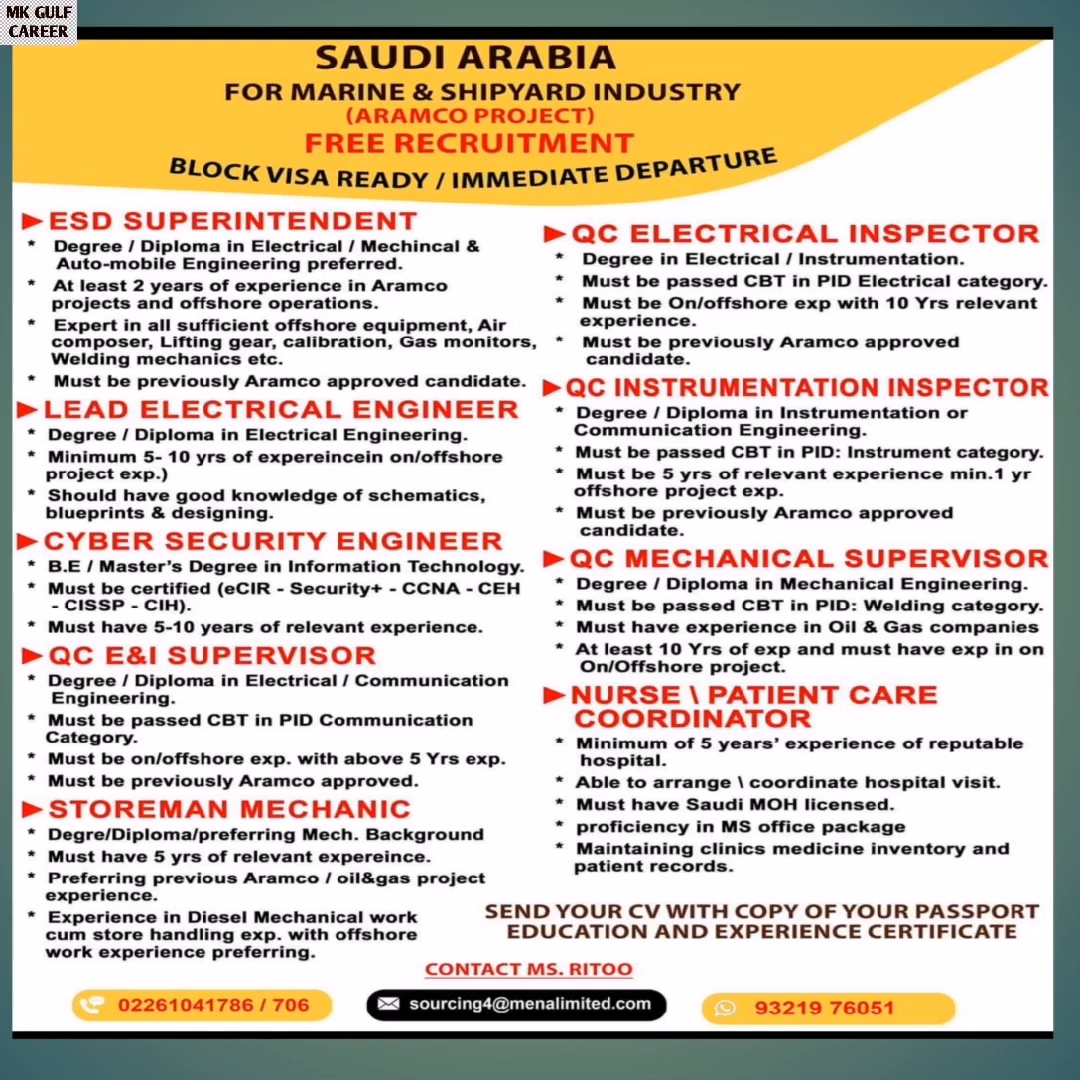 MK GULF
CAREER
SAUDI ARABIA
FOR MARINE & SHIPYARD INDUSTRY
(ARAMCO PROJECT)
FREE RECRUITMENT
BLOCK VISA READY / IMMEDIATE DEPARTURE
ESD SUPERINTENDENT
* Degree / Diploma in Electrical / Mechincal &
Auto-mobile Engineering preferred.
* At least 2 years of experience in Aramco
projects and offshore operations.
* Expert in all sufficient offshore equipment, Air
composer, Lifting gear, calibration, Gas monitors,
Welding mechanics etc.
* Must be previously Aramco approved candidate.
LEAD ELECTRICAL ENGINEER
* Degree / Diploma in Electrical Engineering.
* Minimum 5- 10 yrs of expereincein on/offshore
project exp.)
* Should have good knowledge of schematics,
blueprints & designing.
CYBER SECURITY ENGINEER
* B.E / Master's Degree in Information Technology.
* Must be certified (eCIR - Security+ - CCNA - CEH
- CISSP - CIH).
* Must have 5-10 years of relevant experience.
QC E&I SUPERVISOR
* Degree / Diploma in Electrical / Communication
Engineering.
* Must be passed CBT in PID Communication
Category.
* Must be on/offshore exp. with above 5 Yrs exp.
* Must be previously Aramco approved.
STOREMAN MECHANIC
* Degre/Diploma/preferring Mech. Background
* Must have 5 yrs of relevant expereince.
* Preferring previous Aramco / oil&gas project
experience.
* Experience in Diesel Mechanical work
cum store handling exp. with offshore
work experience preferring.
QC ELECTRICAL INSPECTOR
* Degree in Electrical / Instrumentation.
* Must be passed CBT in PID Electrical category.
* Must be On/offshore exp with 10 Yrs relevant
experience.
* Must be previously Aramco approved
candidate.
QC INSTRUMENTATION INSPECTOR
* Degree / Diploma in Instrumentation or
Communication Engineering.
* Must be passed CBT in PID: Instrument category.
* Must be 5 yrs of relevant experience min.1 yr
offshore project exp.
* Must be previously Aramco approved
candidate.
QC MECHANICAL SUPERVISOR
* Degree / Diploma in Mechanical Engineering.
* Must be passed CBT in PID: Welding category.
* Must have experience in Oil & Gas companies
* At least 10 Yrs of exp and must have exp in on
On/Offshore project.
NURSE \ PATIENT CARE
COORDINATOR
* Minimum of 5 years' experience of reputable
hospital.
* Able to arrange \ coordinate hospital visit.
* Must have Saudi MOH licensed.
* proficiency in MS office package
* Maintaining clinics medicine inventory and
patient records.
SEND YOUR CV WITH COPY OF YOUR PASSPORT
EDUCATION AND EXPERIENCE CERTIFICATE
CONTACT MS. RITOO
02261041786 / 706
sourcing4@menalimited.com
93219 76051